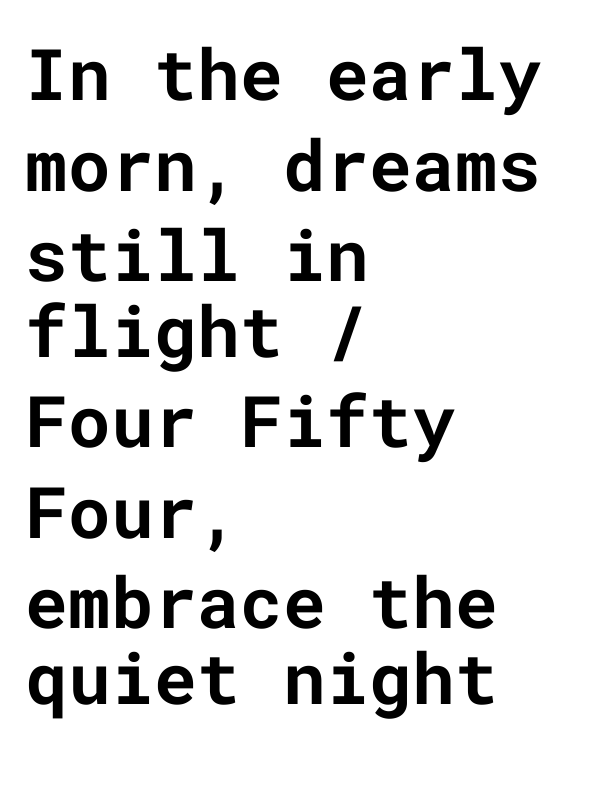 In the early
morn, dreams
still in
flight /
Four Fifty
Four,
embrace the
quiet night